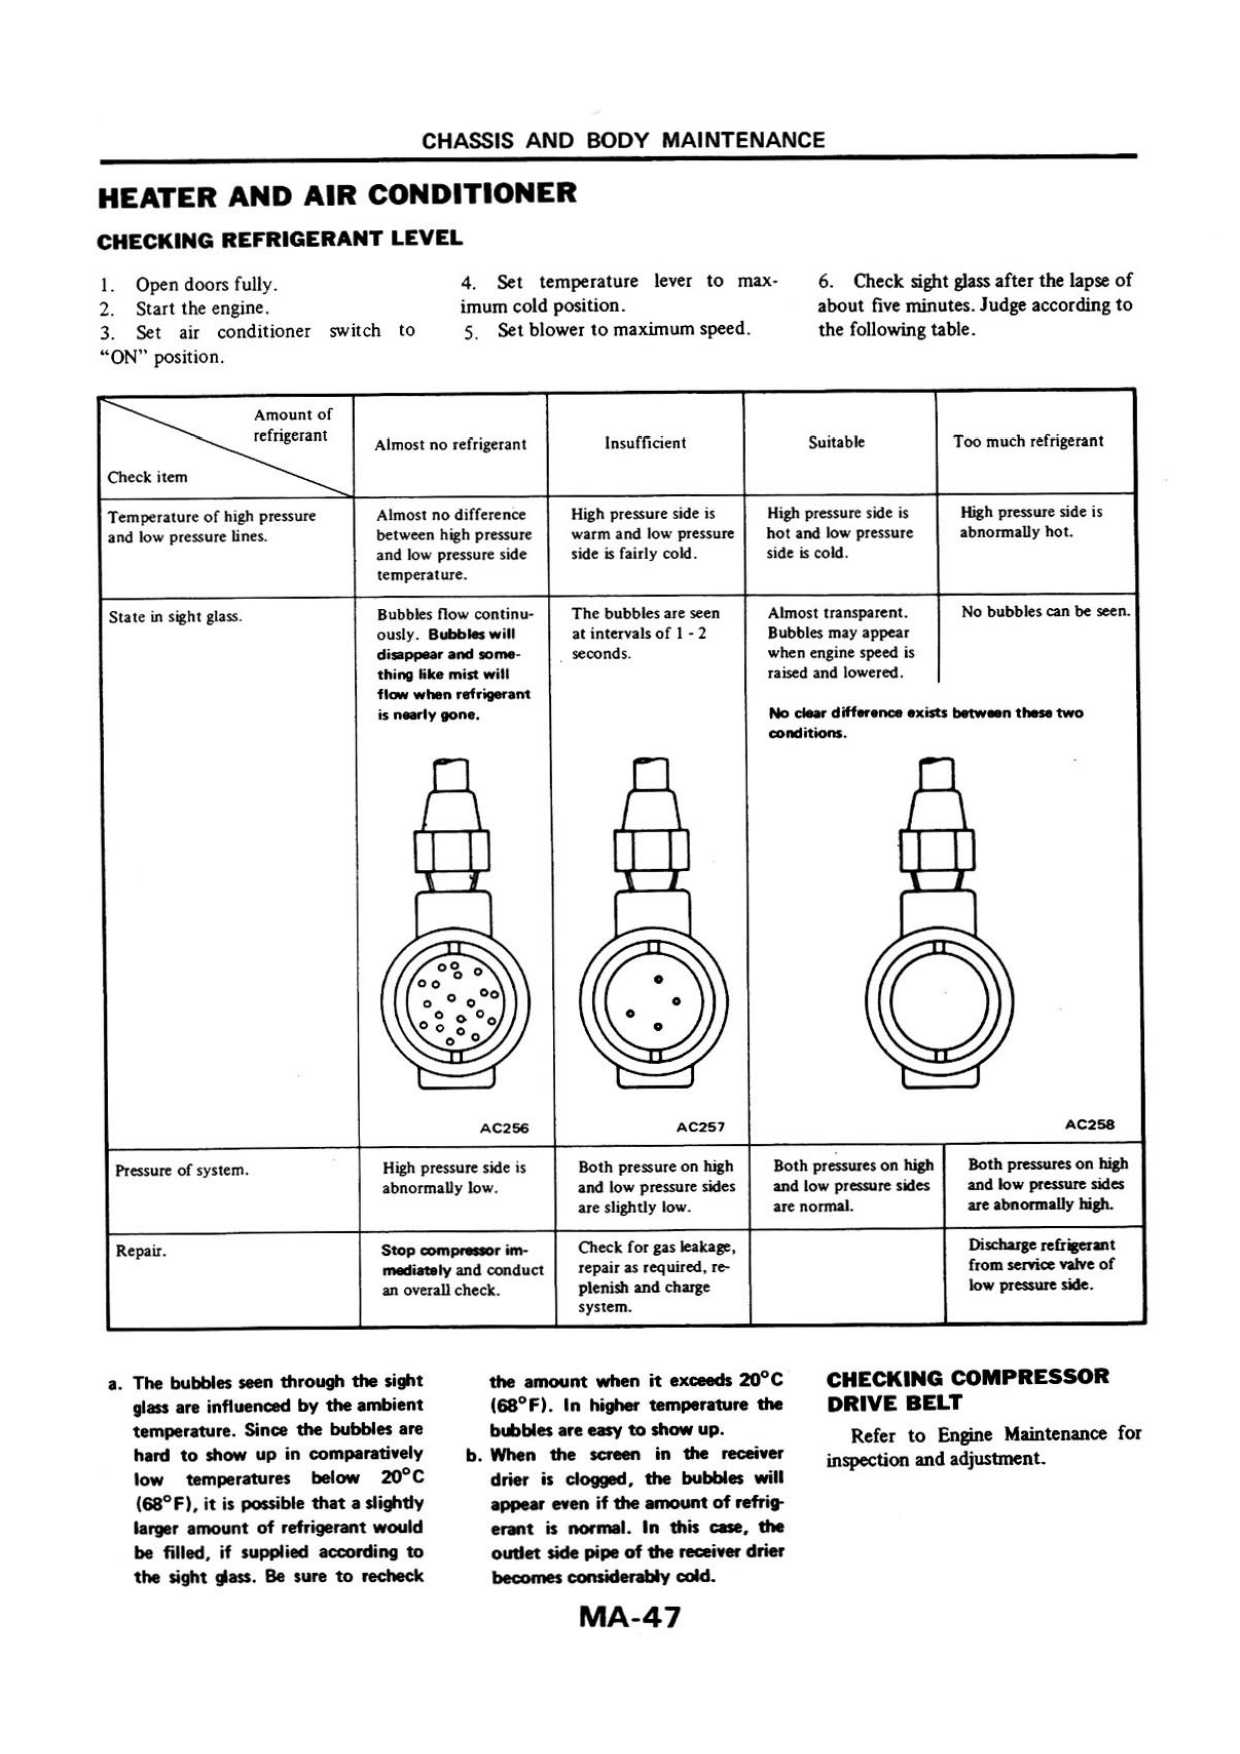 CHASSIS AND BODY MAINTENANCE
HEATER AND AIR CONDITIONER
CHECKING REFRIGERANT LEVEL
1. Open doors fully.
2. Start the engine.
3. Set air conditioner switch to
“ON” position.
4. Set temperature lever to max-
imum cold position.
5. Set blower to maximum speed.
6. Check sight glass after the lapse of
about five minutes. Judge according to
the following table.
Amount of
refrigerant
Check item
Almost no refrigerant
Insufficient
Suitable
Too much refrigerant
Temperature of high pressure
and low pressure lines.
Almost no difference
between high pressure
and low pressure side
temperature.
High pressure side is
warm and low pressure
side is fairly cold.
High pressure side is
hot and low pressure
side is cold.
High pressure side is
abnormally hot.
State in sight glass.
Bubbles flow continu-
ously. Bubbles will
disappear and some-
thing like mist will
flow when refrigerant
is nearly gone.
The bubbles are seen
at intervals of 1 - 2
seconds.
Almost transparent.
Bubbles may appear
when engine speed is
raised and lowered.
No bubbles can be seen.
No clear difference exists between these two
conditions.
AC256
AC257
AC258
Pressure of system.
High pressure side is
abnormally low.
Both pressure on high
and low pressure sides
are slightly low.
Both pressures on high
and low pressure sides
are normal.
Both pressures on high
and low pressure sides
are abnormally high.
Repair.
Stop compressor im-
mediately and conduct
an overall check.
Check for gas leakage,
repair as required, re-
plenish and charge
system.
Discharge refrigerant
from service valve of
low pressure side.
a. The bubbles seen through the sight
glass are influenced by the ambient
temperature. Since the bubbles are
hard to show up in comparatively
low temperatures below 20°C
(68°F), it is possible that a slightly
larger amount of refrigerant would
be filled, if supplied according to
the sight glass. Be sure to recheck
the amount when it exceeds 20°C
(68°F). In higher temperature the
bubbles are easy to show up.
b. When the screen in the receiver
drier is clogged, the bubbles will
appear even if the amount of refrig-
erant is normal. In this case, the
outlet side pipe of the receiver drier
becomes considerably cold.
CHECKING COMPRESSOR
DRIVE BELT
Refer to Engine Maintenance for
inspection and adjustment.
MA-47